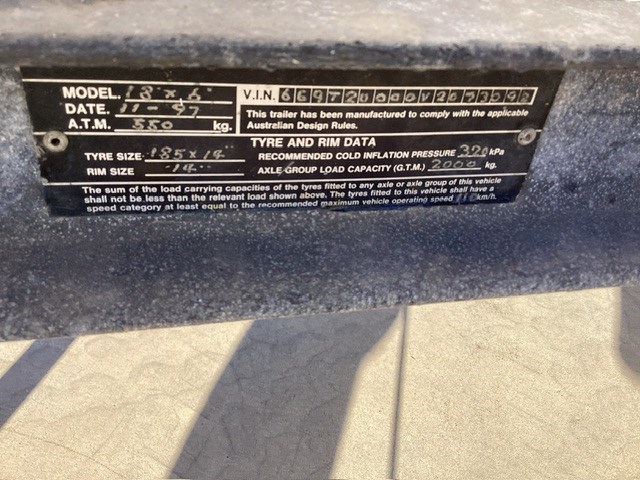 MODEL. 18" x 6"
V.I.N.
DATE. 11 - 97
A.T.M. 550 kg.
This trailer has been manufactured to comply with the applicable
Australian Design Rules.
TYRE AND RIM DATA
TYRE SIZE. 185 x 14"
RECOMMENDED COLD INFLATION PRESSURE kPa
RIM SIZE 14"
AXLE GROUP LOAD CAPACITY (G.T.M.) 2000 kg.
The sum of the load carrying capacities of the tyres fitted to any axle or axle group of this vehicle
shall not be less than the relevant load shown above. The tyres fitted to this vehicle shall have a
speed category at least equal to the recommended maximum vehicle operating speed 110 km/h.